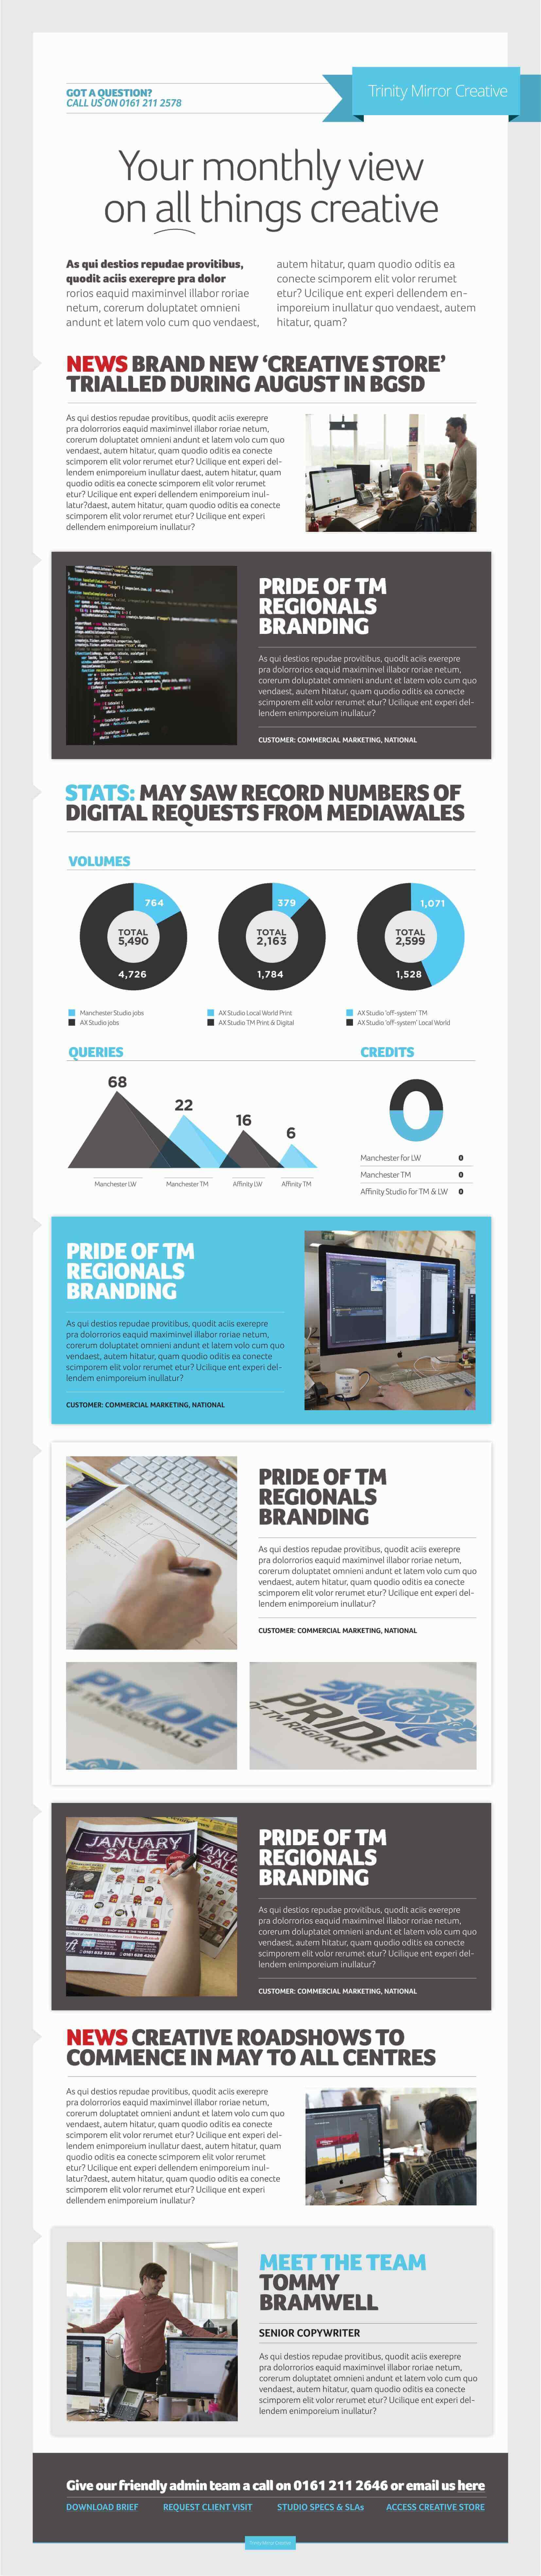 GOT A QUESTION?
CALL US ON 0161 211 2578
Trinity Mirror Creative
Your monthly view
on all things creative
As qui destios repudae provitibus,
quodit aciis exerepre pra dolor
rorios eaquid maximinvel illabor roriae
netum, corerum doluptatet omnieni
andunt et latem volo cum quo vendaest,
autem hitatur, quam quodio oditis ea
conecte scimporem elit volor rerumet
etur? Ucilique ent experi dellendem en-
imporeium inullatur quo vendaest, autem
hitatur, quam?
NEWS BRAND NEW ‘CREATIVE STORE’
TRIALLED DURING AUGUST IN BGSD
As qui destios repudae provitibus, quodit aciis exerepre
pra dolorrorios eaquid maximinvel illabor roriae netum,
corerum doluptatet omnieni andunt et latem volo cum quo
vendaest, autem hitatur, quam quodio oditis ea conecte
scimporem elit volor rerumet etur? Ucilique ent experi del-
lendem enimporeium inullatur daest, autem hitatur, quam
quodio oditis ea conecte scimporem elit volor rerumet
etur? Ucilique ent experi dellendem enimporeium inul-
latur?daest, autem hitatur, quam quodio oditis ea conecte
scimporem elit volor rerumet etur? Ucilique ent experi
dellendem enimporeium inullatur?
PRIDE OF TM
REGIONALS
BRANDING
As qui destios repudae provitibus, quodit aciis exerepre
pra dolorrorios eaquid maximinvel illabor roriae netum,
corerum doluptatet omnieni andunt et latem volo cum quo
vendaest, autem hitatur, quam quodio oditis ea conecte
scimporem elit volor rerumet etur? Ucilique ent experi del-
lendem enimporeium inullatur?
CUSTOMER: COMMERCIAL MARKETING, NATIONAL
STATS: MAY SAW RECORD NUMBERS OF
DIGITAL REQUESTS FROM MEDIAWALES
VOLUMES
764
TOTAL
5,490
4,726
379
TOTAL
2,163
1,784
1,071
TOTAL
2,599
1,528
Manchester Studio jobs
AX Studio jobs
AX Studio Local World Print
AX Studio TM Print & Digital
AX Studio 'off-system' TM
AX Studio 'off-system' Local World
QUERIES
68
22
16
6
Manchester LW
Manchester TM
Affinity LW
Affinity TM
CREDITS
0
Manchester for LW 0
Manchester TM 0
Affinity Studio for TM & LW 0
PRIDE OF TM
REGIONALS
BRANDING
As qui destios repudae provitibus, quodit aciis exerepre
pra dolorrorios eaquid maximinvel illabor roriae netum,
corerum doluptatet omnieni andunt et latem volo cum quo
vendaest, autem hitatur, quam quodio oditis ea conecte
scimporem elit volor rerumet etur? Ucilique ent experi del-
lendem enimporeium inullatur?
CUSTOMER: COMMERCIAL MARKETING, NATIONAL
PRIDE OF TM
REGIONALS
BRANDING
As qui destios repudae provitibus, quodit aciis exerepre
pra dolorrorios eaquid maximinvel illabor roriae netum,
corerum doluptatet omnieni andunt et latem volo cum quo
vendaest, autem hitatur, quam quodio oditis ea conecte
scimporem elit volor rerumet etur? Ucilique ent experi del-
lendem enimporeium inullatur?
CUSTOMER: COMMERCIAL MARKETING, NATIONAL
PRIDE
OF TM REGIONALS
PRIDE
OF TM REGIONALS
JANUARY
SALE
PRIDE OF TM
REGIONALS
BRANDING
As qui destios repudae provitibus, quodit aciis exerepre
pra dolorrorios eaquid maximinvel illabor roriae netum,
corerum doluptatet omnieni andunt et latem volo cum quo
vendaest, autem hitatur, quam quodio oditis ea conecte
scimporem elit volor rerumet etur? Ucilique ent experi del-
lendem enimporeium inullatur?
CUSTOMER: COMMERCIAL MARKETING, NATIONAL
NEWS CREATIVE ROADSHOWS TO
COMMENCE IN MAY TO ALL CENTRES
As qui destios repudae provitibus, quodit aciis exerepre
pra dolorrorios eaquid maximinvel illabor roriae netum,
corerum doluptatet omnieni andunt et latem volo cum quo
vendaest, autem hitatur, quam quodio oditis ea conecte
scimporem elit volor rerumet etur? Ucilique ent experi del-
lendem enimporeium inullatur daest, autem hitatur, quam
quodio oditis ea conecte scimporem elit volor rerumet
etur? Ucilique ent experi dellendem enimporeium inul-
latur?daest, autem hitatur, quam quodio oditis ea conecte
scimporem elit volor rerumet etur? Ucilique ent experi
dellendem enimporeium inullatur?
MEET THE TEAM
TOMMY
BRAMWELL
SENIOR COPYWRITER
As qui destios repudae provitibus, quodit aciis exerepre
pra dolorrorios eaquid maximinvel illabor roriae netum,
corerum doluptatet omnieni andunt et latem volo cum quo
vendaest, autem hitatur, quam quodio oditis ea conecte
scimporem elit volor rerumet etur? Ucilique ent experi del-
lendem enimporeium inullatur?
Give our friendly admin team a call on 0161 211 2646 or email us here
DOWNLOAD BRIEF REQUEST CLIENT VISIT STUDIO SPECS & SLAs ACCESS CREATIVE STORE
Trinity Mirror Creative